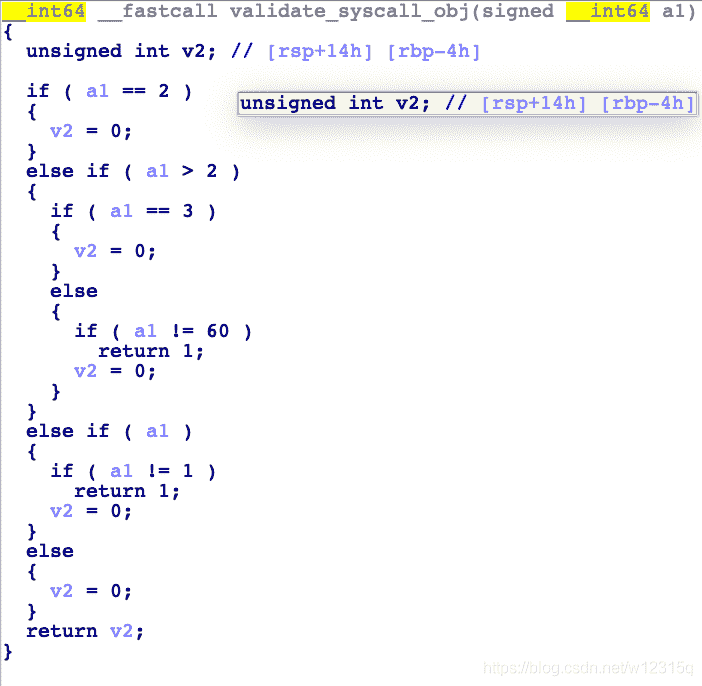 __int64 __fastcall validate_syscall_obj(signed __int64 a1)
{
  unsigned int v2; // [rsp+14h] [rbp-4h]

  if ( a1 == 2 )
unsigned int v2; // [rsp+14h] [rbp-4h]
  {
    v2 = 0;
  }
  else if ( a1 > 2 )
  {
    if ( a1 == 3 )
    {
      v2 = 0;
    }
    else
    {
      if ( a1 != 60 )
        return 1;
      v2 = 0;
    }
  }
  else if ( a1 )
  {
    if ( a1 != 1 )
      return 1;
    v2 = 0;
  }
  else
  {
    v2 = 0;
  }
  return v2;
}
https://blog.csdn.net/w12315q